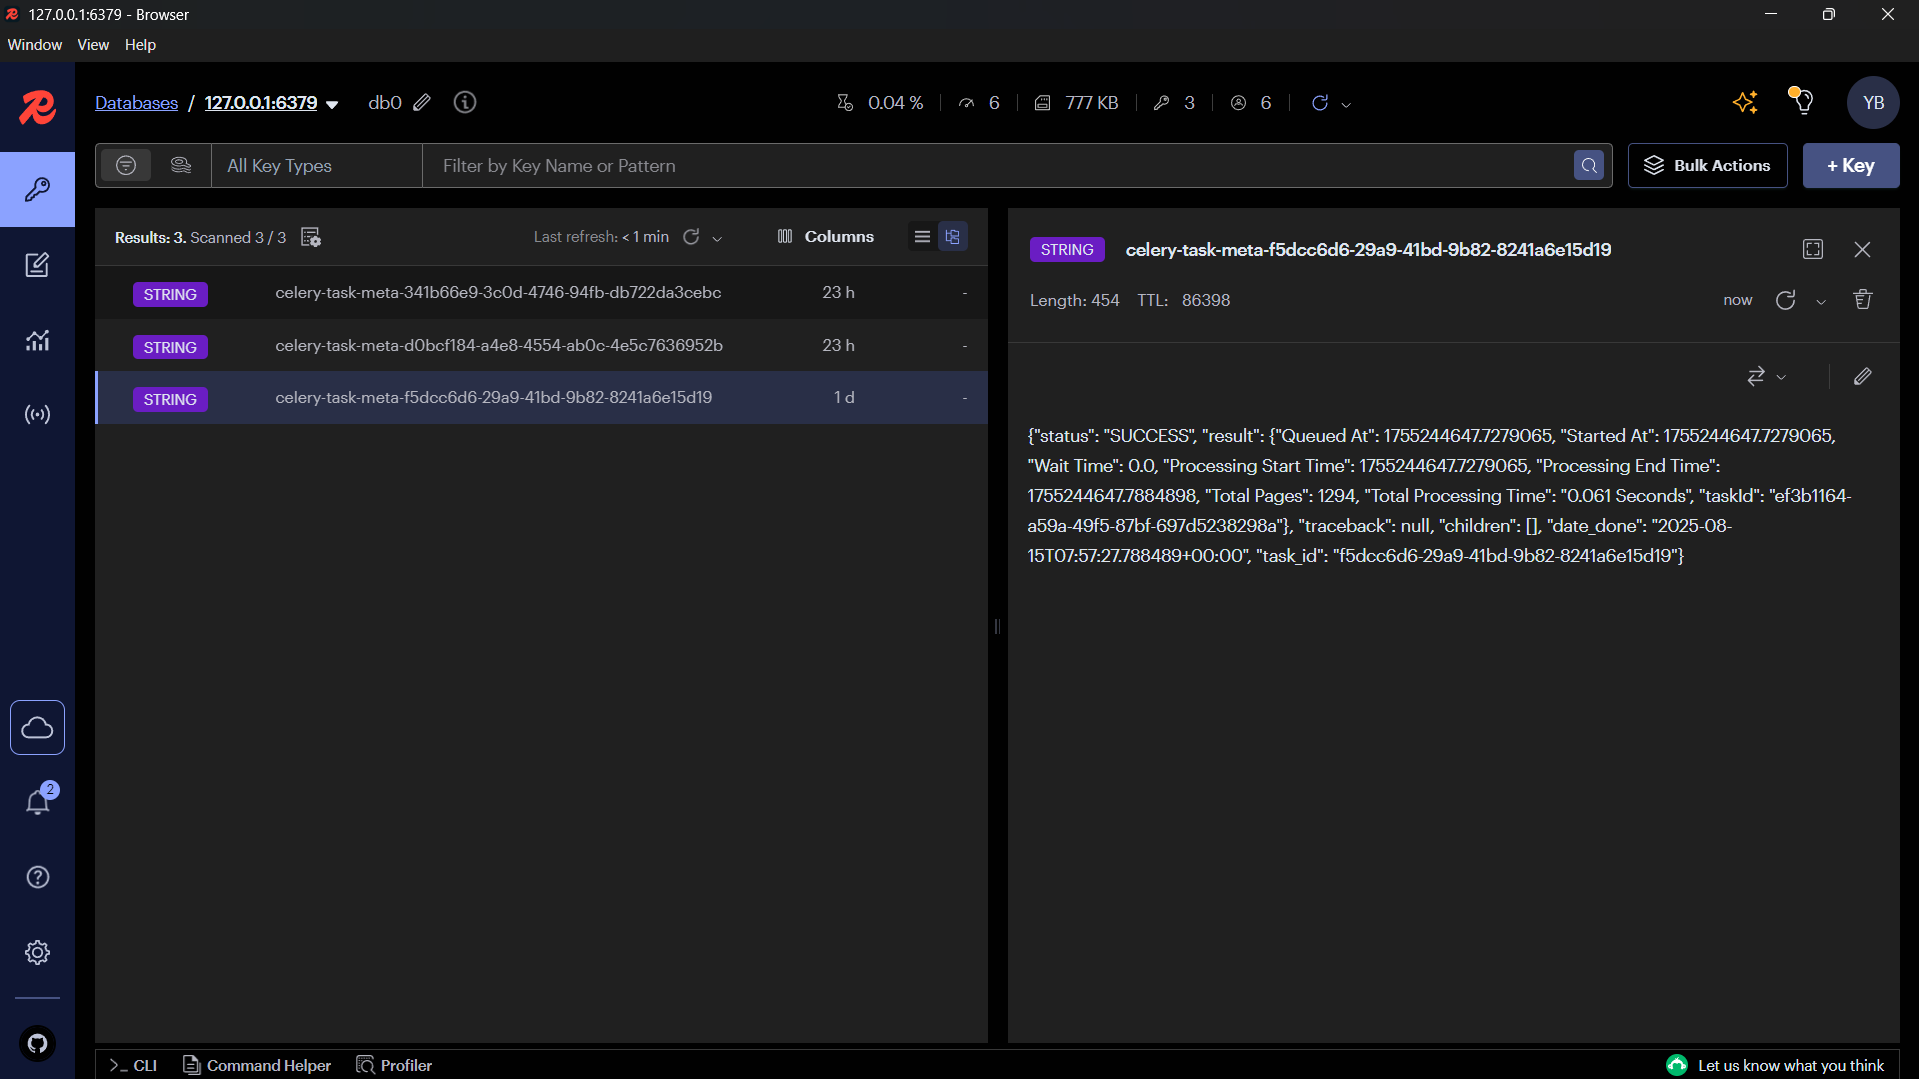 127.0.0.1:6379 - Browser
Window View Help
Databases / 127.0.0.1:6379 db0 0.04 % 6 777 KB 3 6 YB
All Key Types Filter by Key Name or Pattern Bulk Actions + Key
Results: 3. Scanned 3 / 3 Last refresh: < 1 min Columns
STRING celery-task-meta-341b66e9-3c0d-4746-94fb-db722da3cebc 23 h -
STRING celery-task-meta-d0bcf184-a4e8-4554-ab0c-4e5c7636952b 23 h -
STRING celery-task-meta-f5dcc6d6-29a9-41bd-9b82-8241a6e15d19 1 d -
STRING celery-task-meta-f5dcc6d6-29a9-41bd-9b82-8241a6e15d19
Length: 454 TTL: 86398 now
{"status": "SUCCESS", "result": {"Queued At": 1755244647.7279065, "Started At": 1755244647.7279065,
"Wait Time": 0.0, "Processing Start Time": 1755244647.7279065, "Processing End Time":
1755244647.7884898, "Total Pages": 1294, "Total Processing Time": "0.061 Seconds", "taskId": "ef3b1164-
a59a-49f5-87bf-697d5238298a"}, "traceback": null, "children": [], "date_done": "2025-08-
15T07:57:27.788489+00:00", "task_id": "f5dcc6d6-29a9-41bd-9b82-8241a6e15d19"}
2
>_ CLI Command Helper Profiler Let us know what you think